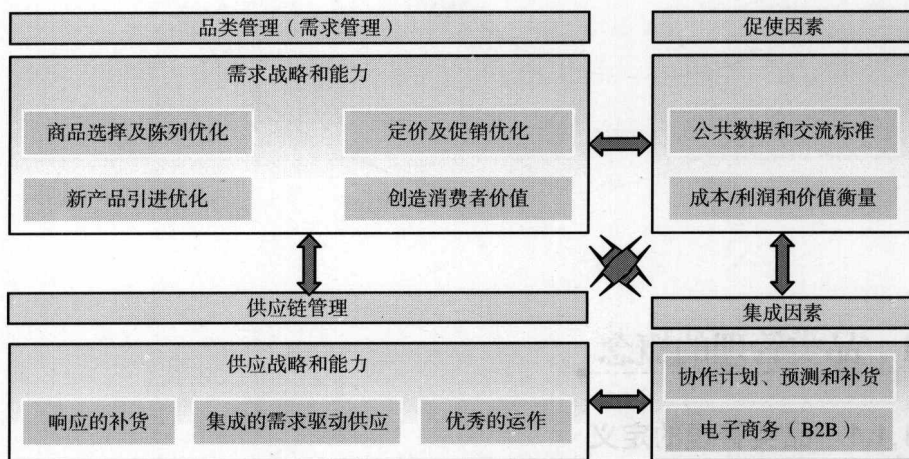 品类管理（需求管理）
促使因素
需求战略和能力
商品选择及陈列优化
定价及促销优化
公共数据和交流标准
新产品引进优化
创造消费者价值
成本/利润和价值衡量
供应链管理
集成因素
供应战略和能力
协作计划、预测和补货
响应的补货
集成的需求驱动供应
优秀的运作
电子商务（B2B）